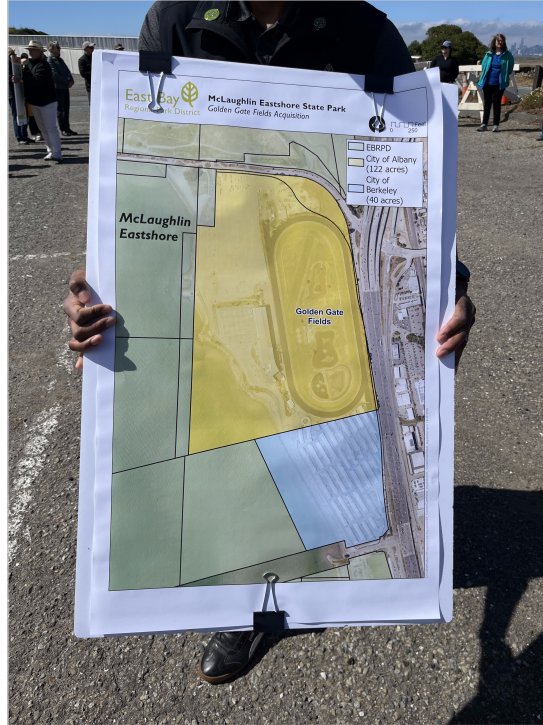 East Bay
Regional Park District
McLaughlin Eastshore State Park
Golden Gate Fields Acquisition
0 250
McLaughlin
Eastshore
EBRPD
City of Albany
(122 acres)
City of
Berkeley
(40 acres)
Golden Gate
Fields